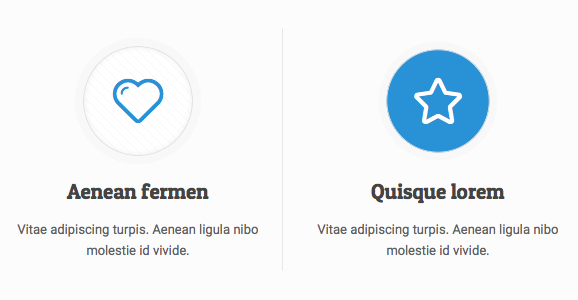 Aenean fermen
Vitae adipiscing turpis. Aenean ligula nibo
molestie id vivide.
Quisque lorem
Vitae adipiscing turpis. Aenean ligula nibo
molestie id vivide.